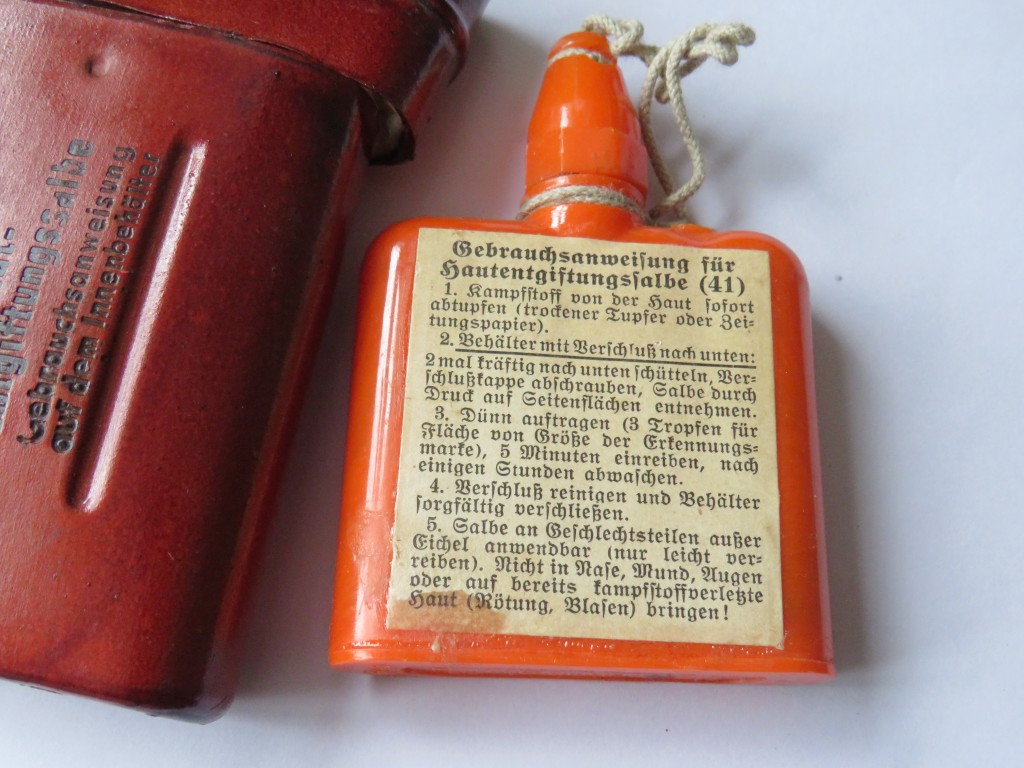 ftungssalbe
Gebrauchsanweisung
auf dem Innenbehälter
Gebrauchsanweiſung für
Hautentgiftungsſalbe (41)
1. Kampfſtoff von der Haut ſofort
abtupfen (trockener Tupfer oder Zei-
tungspapier).
2. Behälter mit Verſchluß nach unten:
2 mal kräftig nach unten ſchütteln, Ver-
ſchlußkappe abſchrauben, Salbe durch
Druck auf Seitenflächen entnehmen.
3. Dünn auftragen (3 Tropfen für
Fläche von Größe der Erkennungs-
marke), 5 Minuten einreiben, nach
einigen Stunden abwaſchen.
4. Verſchluß reinigen und Behälter
ſorgfältig verſchließen.
5. Salbe an Geſchlechtsteilen außer
Eichel anwendbar (nur leicht ver-
reiben). Nicht in Naſe, Mund, Augen
oder auf bereits kampfſtoffverletzte
Haut (Rötung, Blaſen) bringen!